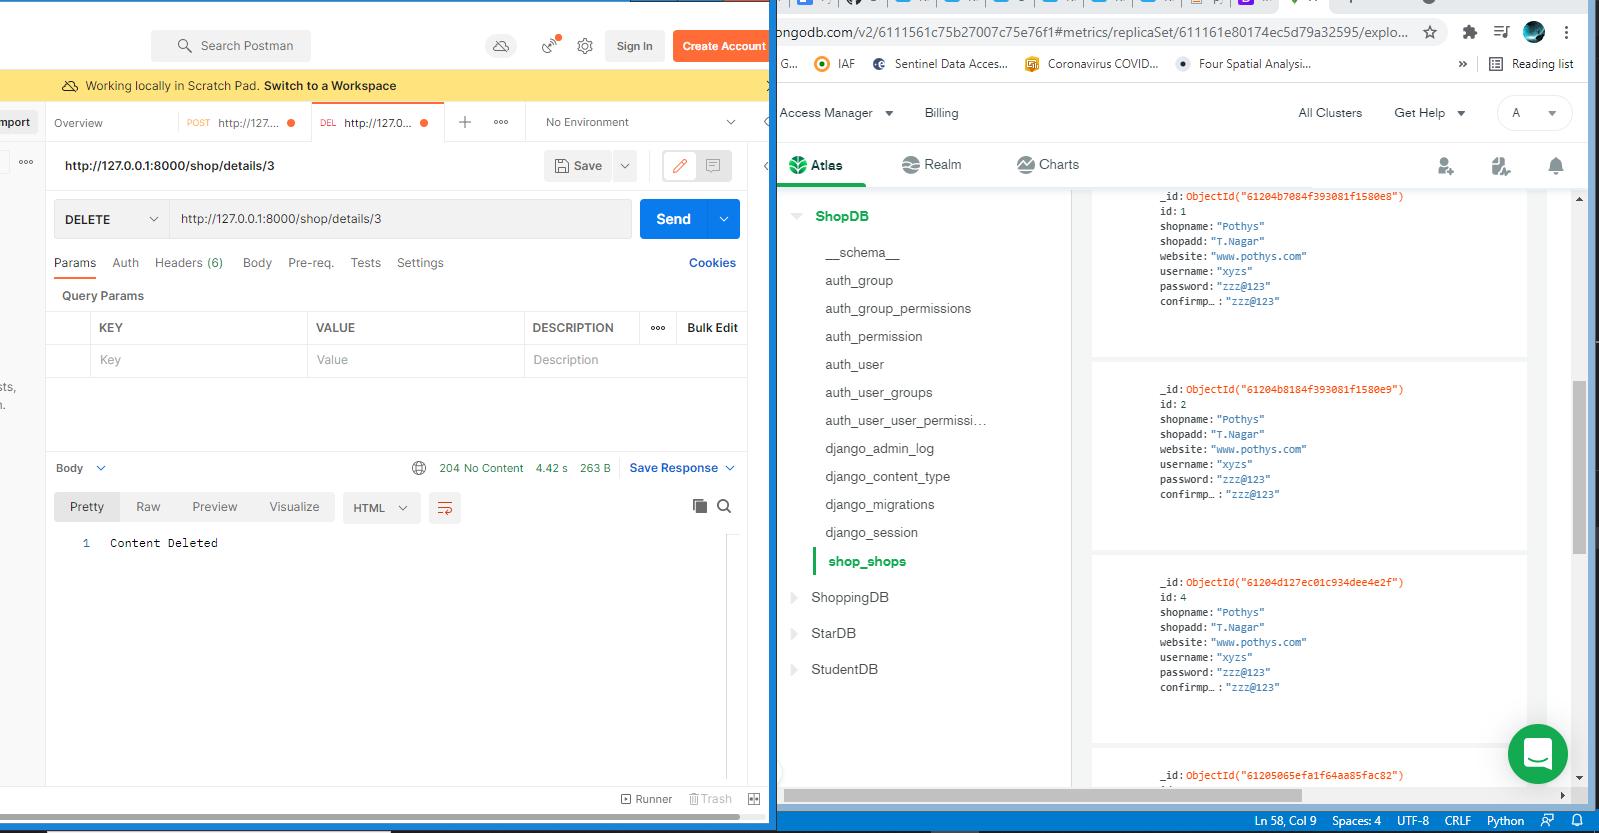 Search Postman
Sign In
Create Account
Working locally in Scratch Pad. Switch to a Workspace
mport
Overview
POST http://127....
DEL http://127.0...
No Environment
http://127.0.0.1:8000/shop/details/3
Save
DELETE
http://127.0.0.1:8000/shop/details/3
Send
Params
Auth
Headers (6)
Body
Pre-req.
Tests
Settings
Cookies
Query Params
KEY
VALUE
DESCRIPTION
Bulk Edit
Key
Value
Description
sts,
n.
Body
204 No Content
4.42 s
263 B
Save Response
Pretty
Raw
Preview
Visualize
HTML
1 Content Deleted
Runner
Trash
ongodb.com/v2/6111561c75b27007c75e76f1#metrics/replicaSet/611161e80174ec5d79a32595/explo...
G...
IAF
Sentinel Data Acces...
Coronavirus COVID...
Four Spatial Analysi...
»
Reading list
Access Manager
Billing
All Clusters
Get Help
A
Atlas
Realm
Charts
ShopDB
__schema__
auth_group
auth_group_permissions
auth_permission
auth_user
auth_user_groups
auth_user_user_permissi...
django_admin_log
django_content_type
django_migrations
django_session
shop_shops
ShoppingDB
StarDB
StudentDB
_id: ObjectId("61204b7084f393081f1580e8")
id: 1
shopname: "Pothys"
shopadd: "T.Nagar"
website: "www.pothys.com"
username: "xyzs"
password: "zzz@123"
confirmp… : "zzz@123"
_id: ObjectId("61204b8184f393081f1580e9")
id: 2
shopname: "Pothys"
shopadd: "T.Nagar"
website: "www.pothys.com"
username: "xyzs"
password: "zzz@123"
confirmp… : "zzz@123"
_id: ObjectId("61204d127ec01c934dee4e2f")
id: 4
shopname: "Pothys"
shopadd: "T.Nagar"
website: "www.pothys.com"
username: "xyzs"
password: "zzz@123"
confirmp… : "zzz@123"
_id: ObjectId("61205065efa1f64aa85fac82")
Ln 58, Col 9
Spaces: 4
UTF-8
CRLF
Python